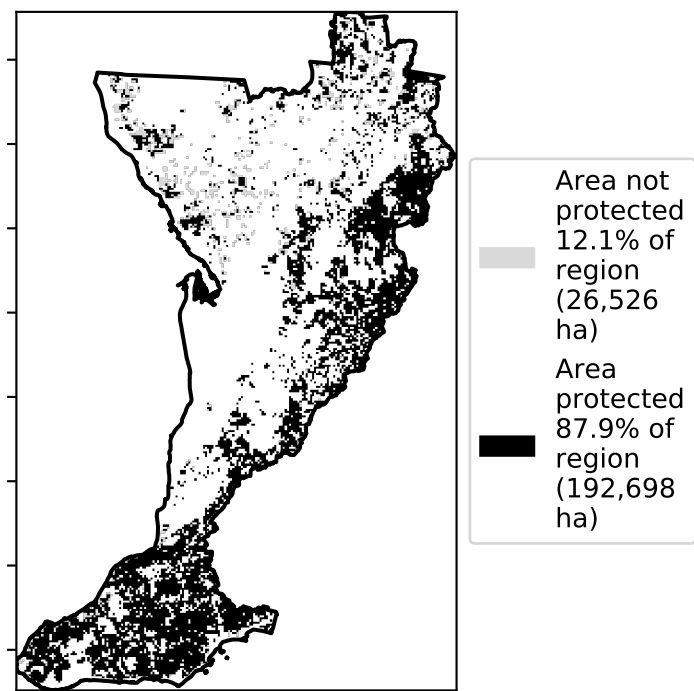 Area not
protected
12.1% of
region
(26,526
ha)
Area
protected
87.9% of
region
(192,698
ha)